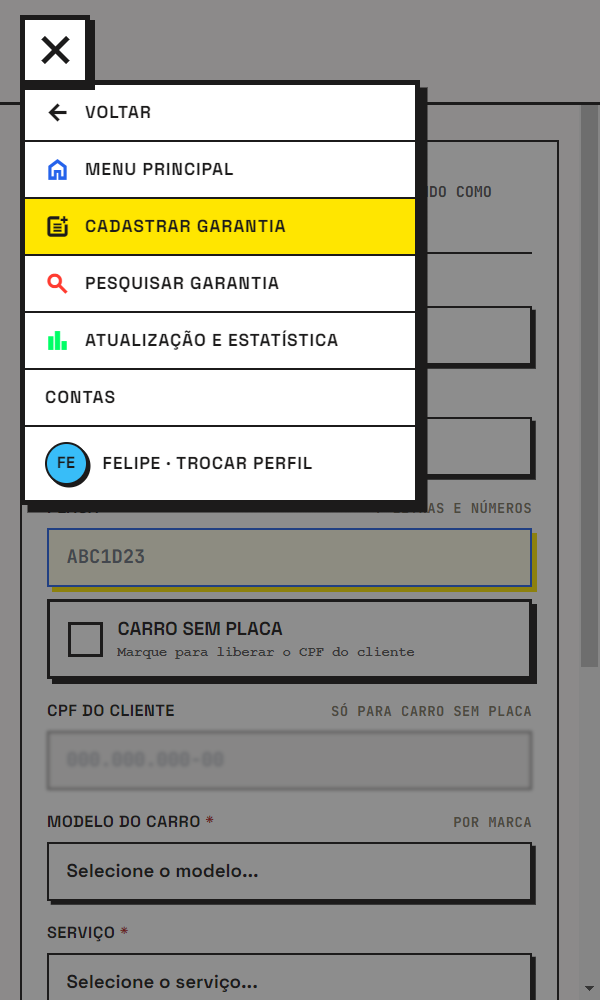 VOLTAR
MENU PRINCIPAL
CADASTRAR GARANTIA
PESQUISAR GARANTIA
ATUALIZAÇÃO E ESTATÍSTICA
CONTAS
FE FELIPE · TROCAR PERFIL
COMO
E NÚMEROS
ABC1D23
CARRO SEM PLACA
Marque para liberar o CPF do cliente
CPF DO CLIENTE SÓ PARA CARRO SEM PLACA
000.000.000-00
MODELO DO CARRO * POR MARCA
Selecione o modelo...
SERVIÇO *
Selecione o serviço...